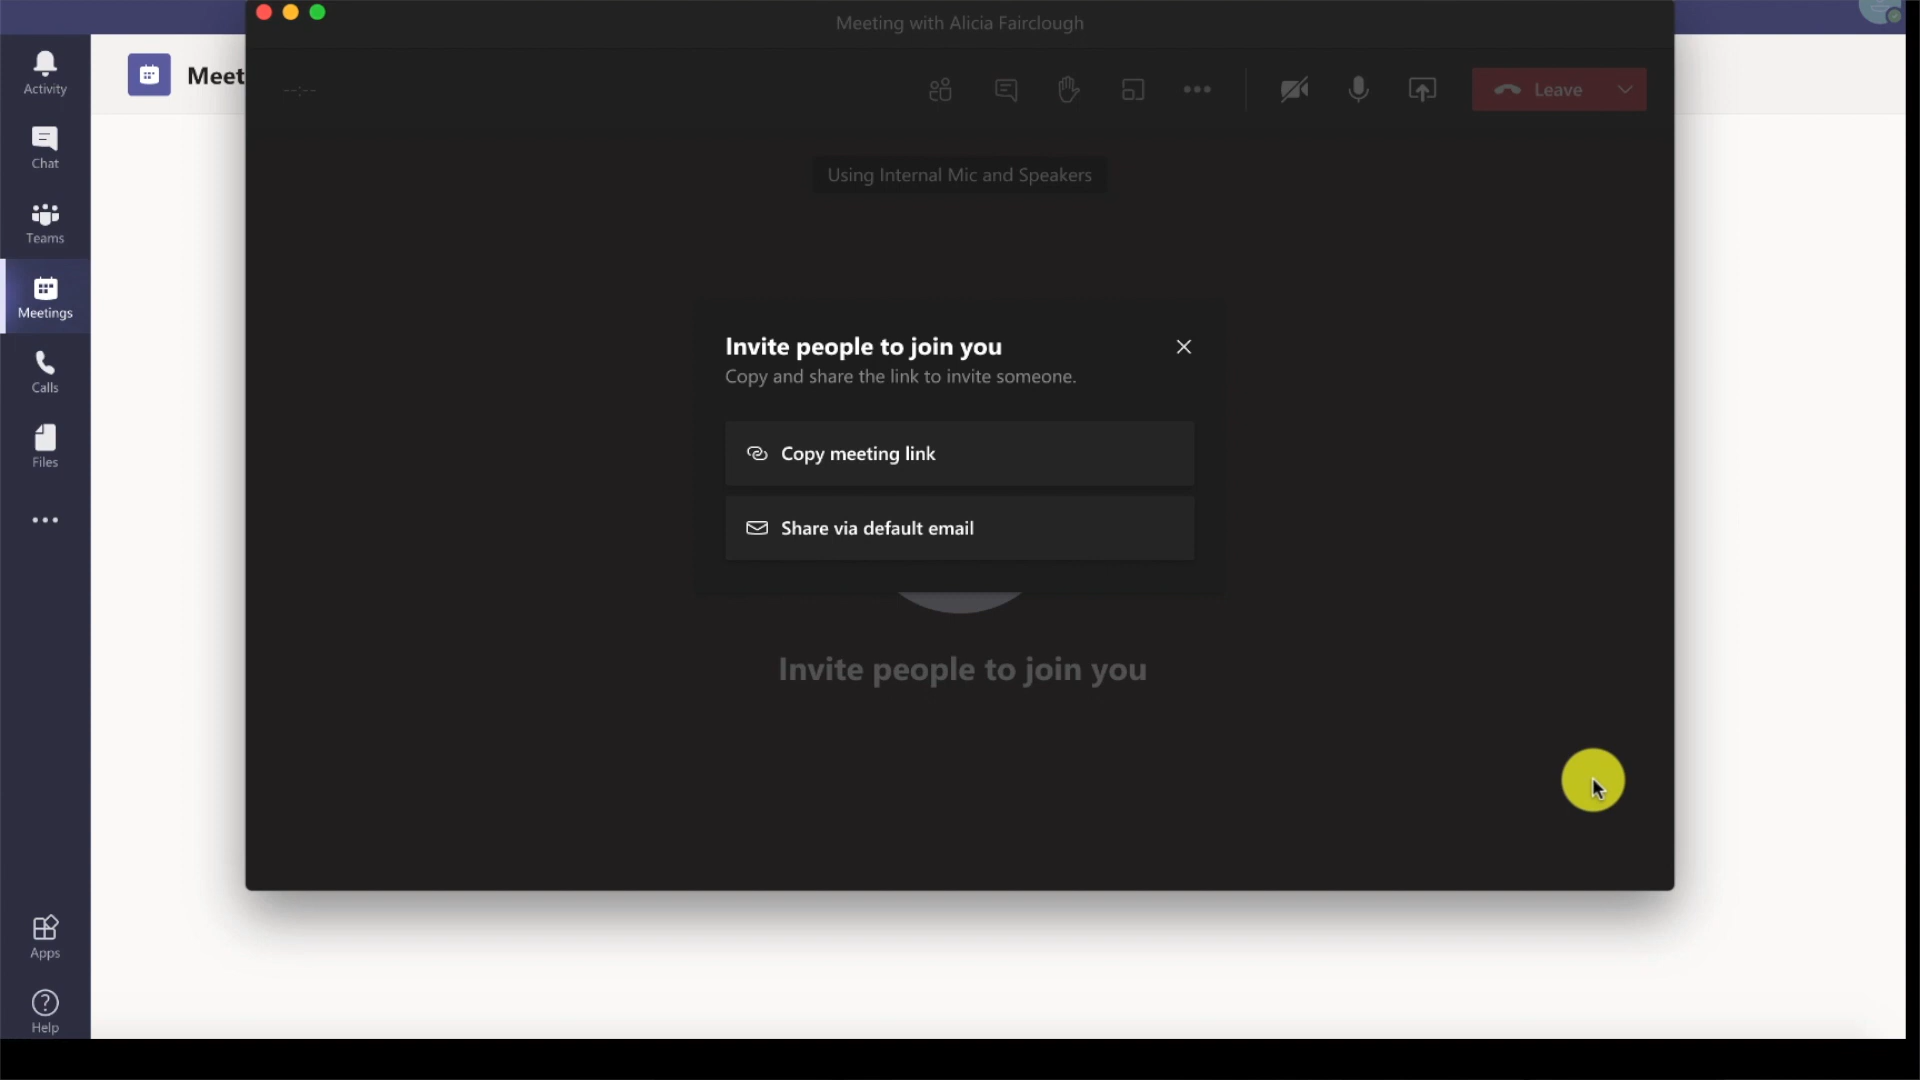 Meeting with Alicia Fairclough
Activity
Meet
--:--
Leave
Chat
Using Internal Mic and Speakers
Teams
Meetings
Invite people to join you
Copy and share the link to invite someone.
Calls
Copy meeting link
Files
Share via default email
Invite people to join you
Apps
Help